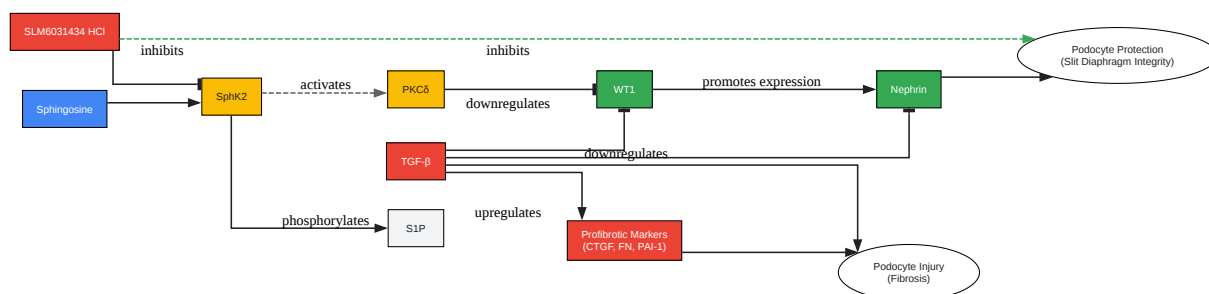 SLM6031434 HCl
inhibits
inhibits
Podocyte Protection
(Slit Diaphragm Integrity)
Sphingosine
SphK2
activates
PKCδ
downregulates
WT1
promotes expression
Nephrin
TGF-β
downregulates
phosphorylates
S1P
upregulates
Profibrotic Markers
(CTGF, FN, PAI-1)
Podocyte Injury
(Fibrosis)